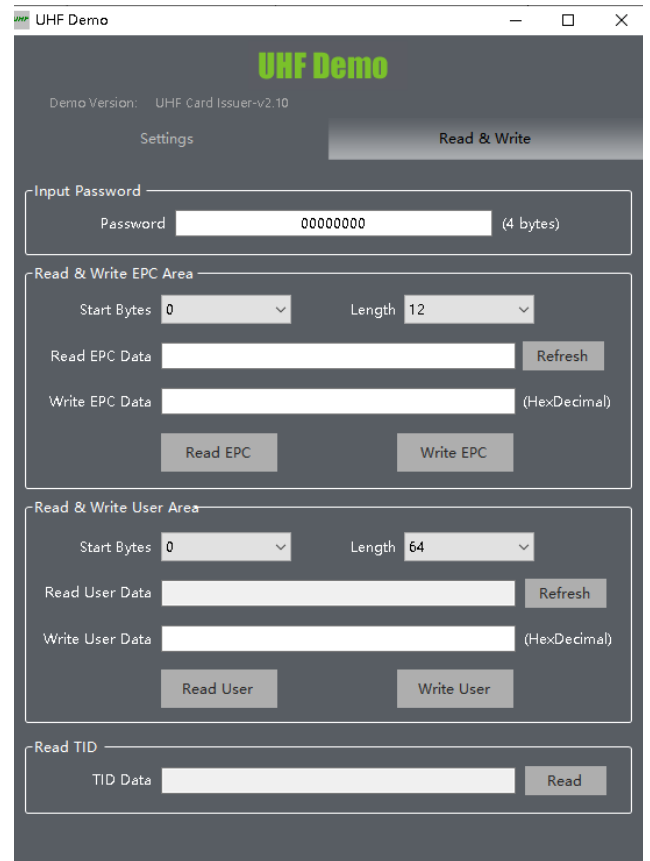 UHF UHF Demo
UHF Demo
Demo Version: UHF Card Issuer-v2.10
Settings Read & Write
Input Password
Password 00000000 (4 bytes)
Read & Write EPC Area
Start Bytes 0 Length 12
Read EPC Data Refresh
Write EPC Data (HexDecimal)
Read EPC Write EPC
Read & Write User Area
Start Bytes 0 Length 64
Read User Data Refresh
Write User Data (HexDecimal)
Read User Write User
Read TID
TID Data Read